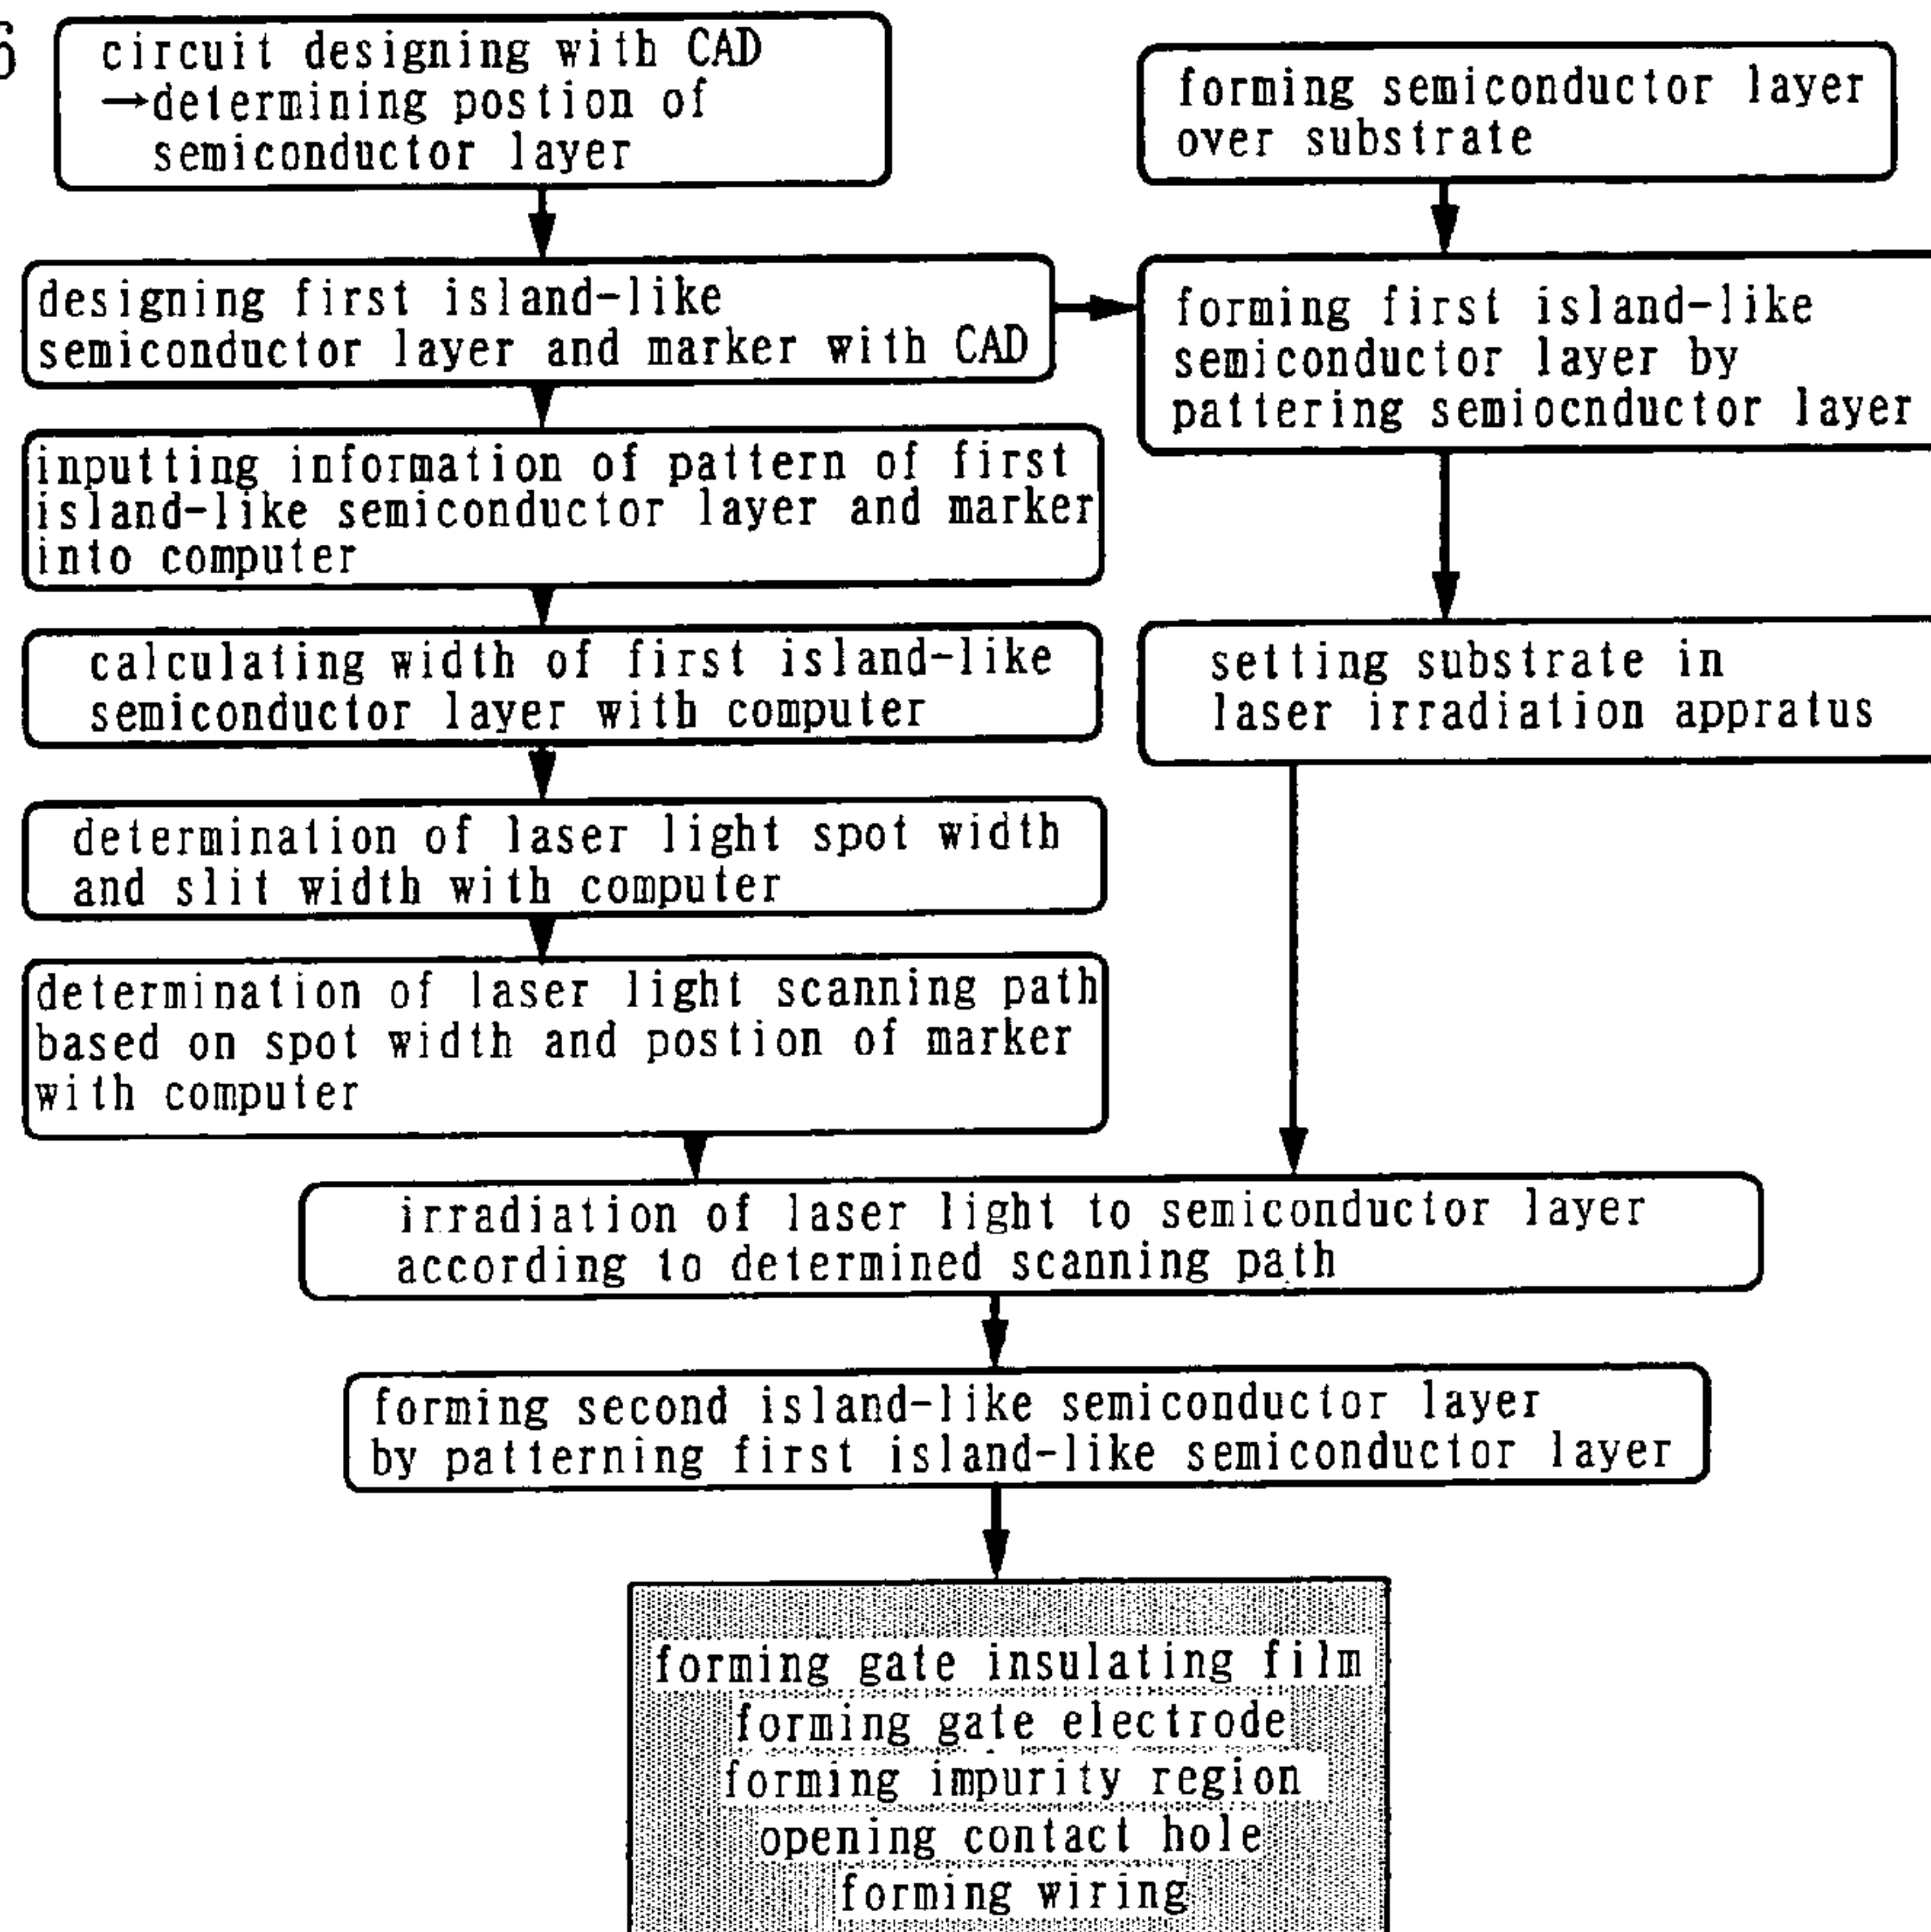 6
circuit designing with CAD
→determining postion of
semiconductor layer
forming semiconductor layer
over substrate
designing first island-like
semiconductor layer and marker with CAD
forming first island-like
semiconductor layer by
pattering semiocnductor layer
inputting information of pattern of first
island-like semiconductor layer and marker
into computer
calculating width of first island-like
semiconductor layer with computer
setting substrate in
laser irradiation appratus
determination of laser light spot width
and slit width with computer
determination of laser light scanning path
based on spot width and postion of marker
with computer
irradiation of laser light to semiconductor layer
according to determined scanning path
forming second island-like semiconductor layer
by patterning first island-like semiconductor layer
forming gate insulating film
forming gate electrode
forming impurity region
opening contact hole
forming wiring